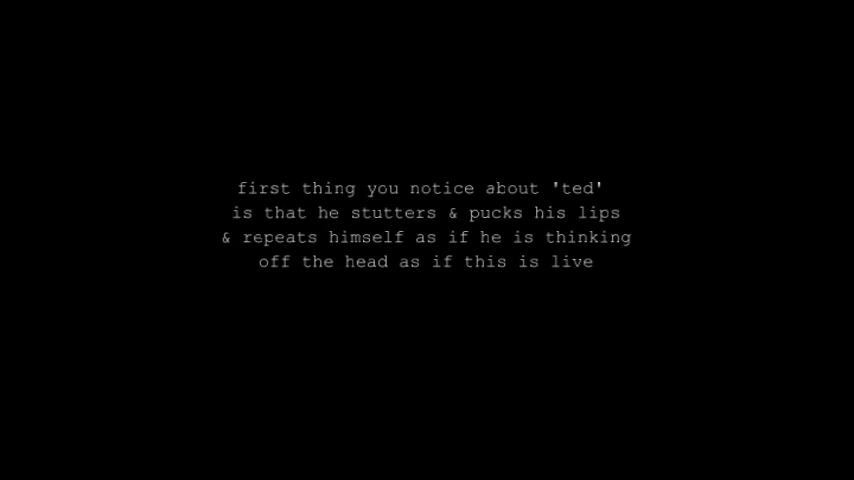 first thing you notice about 'ted'
is that he stutters & pucks his lips
& repeats himself as if he is thinking
off the head as if this is live